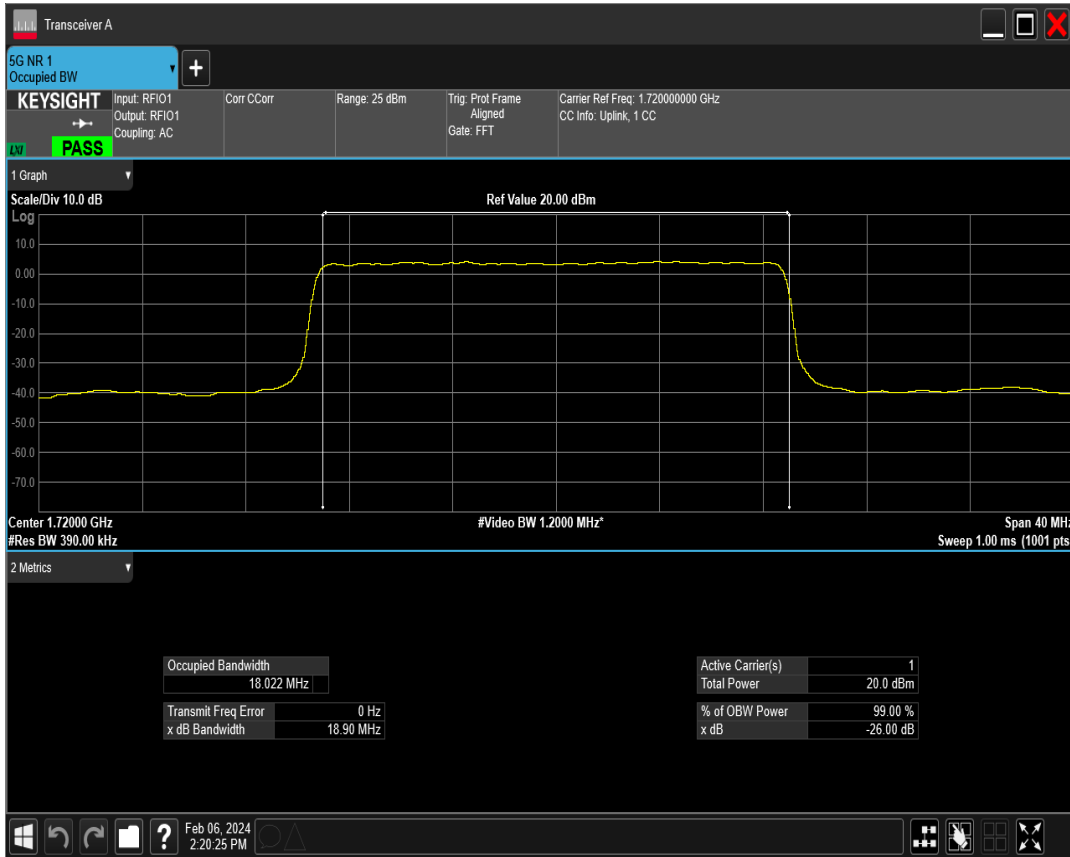 Transceiver A
5G NR 1
Occupied BW
KEYSIGHT
LXI
PASS
Input: RFIO1
Output: RFIO1
Coupling: AC
Corr CCorr
Range: 25 dBm
Trig: Prot Frame
Aligned
Gate: FFT
Carrier Ref Freq: 1.720000000 GHz
CC Info: Uplink, 1 CC
1 Graph
Scale/Div 10.0 dB
Ref Value 20.00 dBm
Log
10.0
0.00
-10.0
-20.0
-30.0
-40.0
-50.0
-60.0
-70.0
Center 1.72000 GHz
#Video BW 1.2000 MHz*
Span 40 MHz
#Res BW 390.00 kHz
Sweep 1.00 ms (1001 pts
2 Metrics
Occupied Bandwidth
18.022 MHz
Transmit Freq Error 0 Hz
x dB Bandwidth 18.90 MHz
Active Carrier(s) 1
Total Power 20.0 dBm
% of OBW Power 99.00 %
x dB -26.00 dB
?
Feb 06, 2024
2:20:25 PM